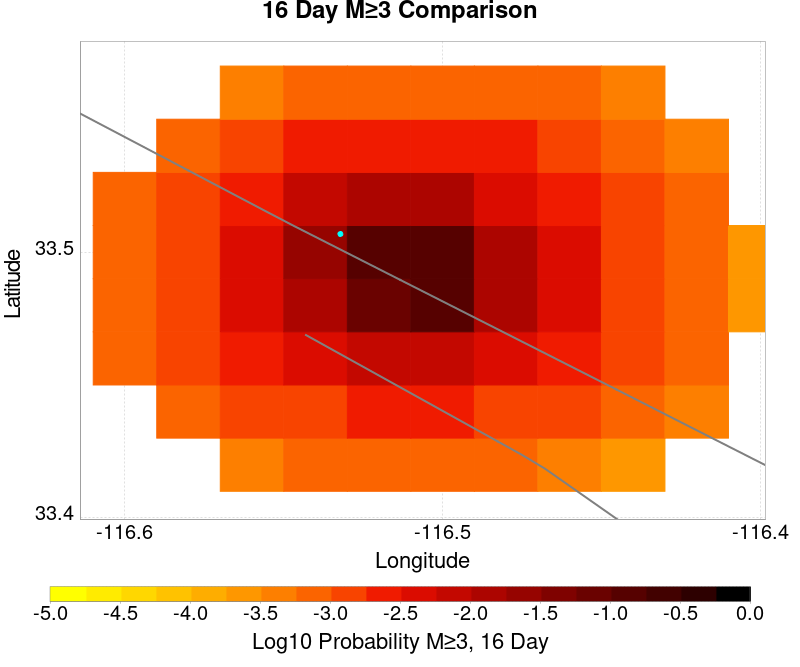 16 Day M≥3 Comparison
Latitude
33.5
33.4
-116.6 -116.5 -116.4
Longitude
-5.0 -4.5 -4.0 -3.5 -3.0 -2.5 -2.0 -1.5 -1.0 -0.5 0.0
Log10 Probability M≥3, 16 Day